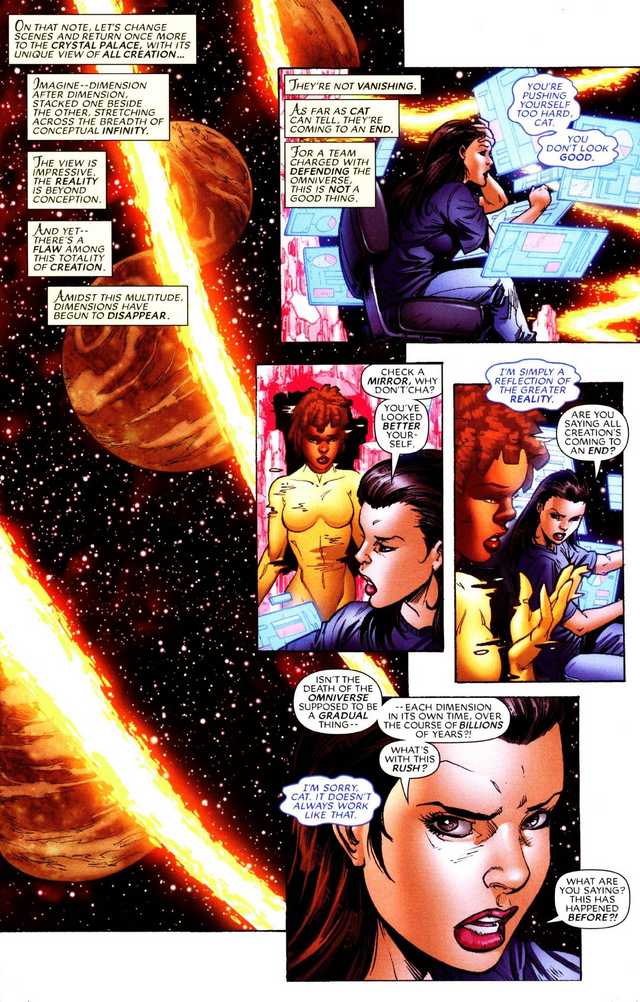 ON THAT NOTE, LET'S CHANGE
SCENES AND RETURN ONCE MORE
TO THE CRYSTAL PALACE, WITH ITS
UNIQUE VIEW OF ALL CREATION...
IMAGINE--DIMENSION
AFTER DIMENSION,
STACKED ONE BESIDE
THE OTHER, STRETCHING
ACROSS THE BREADTH OF
CONCEPTUAL INFINITY.
THE VIEW IS
IMPRESSIVE,
THE REALITY
IS BEYOND
CONCEPTION.
AND YET--
THERE'S A
FLAW AMONG
THIS TOTALITY
OF CREATION.
AMIDST THIS MULTITUDE,
DIMENSIONS HAVE
BEGUN TO DISAPPEAR.
THEY'RE NOT VANISHING.
AS FAR AS CAT
CAN TELL, THEY'RE
COMING TO AN END.
FOR A TEAM
CHARGED WITH
DEFENDING THE
OMNIVERSE,
THIS IS NOT A
GOOD THING.
YOU'RE
PUSHING
YOURSELF
TOO HARD,
CAT.
YOU
DON'T LOOK
GOOD.
CHECK A
MIRROR, WHY
DON'TCHA?
YOU'VE
LOOKED
BETTER
YOUR-
SELF.
I'M SIMPLY A
REFLECTION OF
THE GREATER
REALITY.
ARE YOU
SAYING ALL
CREATION'S
COMING TO
AN END?
ISN'T THE
DEATH OF THE
OMNIVERSE
SUPPOSED TO BE
A GRADUAL
THING--
--EACH DIMENSION
IN ITS OWN TIME, OVER
THE COURSE OF BILLIONS
OF YEARS?!
WHAT'S
WITH THIS
RUSH?
I'M SORRY,
CAT. IT DOESN'T
ALWAYS WORK
LIKE THAT.
WHAT ARE
YOU SAYING?
THIS HAS
HAPPENED
BEFORE?!